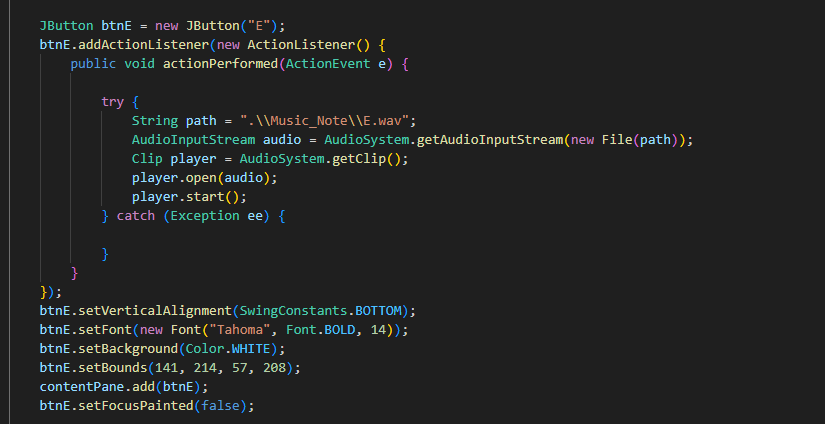 JButton btnE = new JButton("E");
btnE.addActionListener(new ActionListener() {
public void actionPerformed(ActionEvent e) {
try {
String path = ".\\Music_Note\\E.wav";
AudioInputStream audio = AudioSystem.getAudioInputStream(new File(path));
Clip player = AudioSystem.getClip();
player.open(audio);
player.start();
} catch (Exception ee) {
}
}
});
btnE.setVerticalAlignment(SwingConstants.BOTTOM);
btnE.setFont(new Font("Tahoma", Font.BOLD, 14));
btnE.setBackground(Color.WHITE);
btnE.setBounds(141, 214, 57, 208);
contentPane.add(btnE);
btnE.setFocusPainted(false);